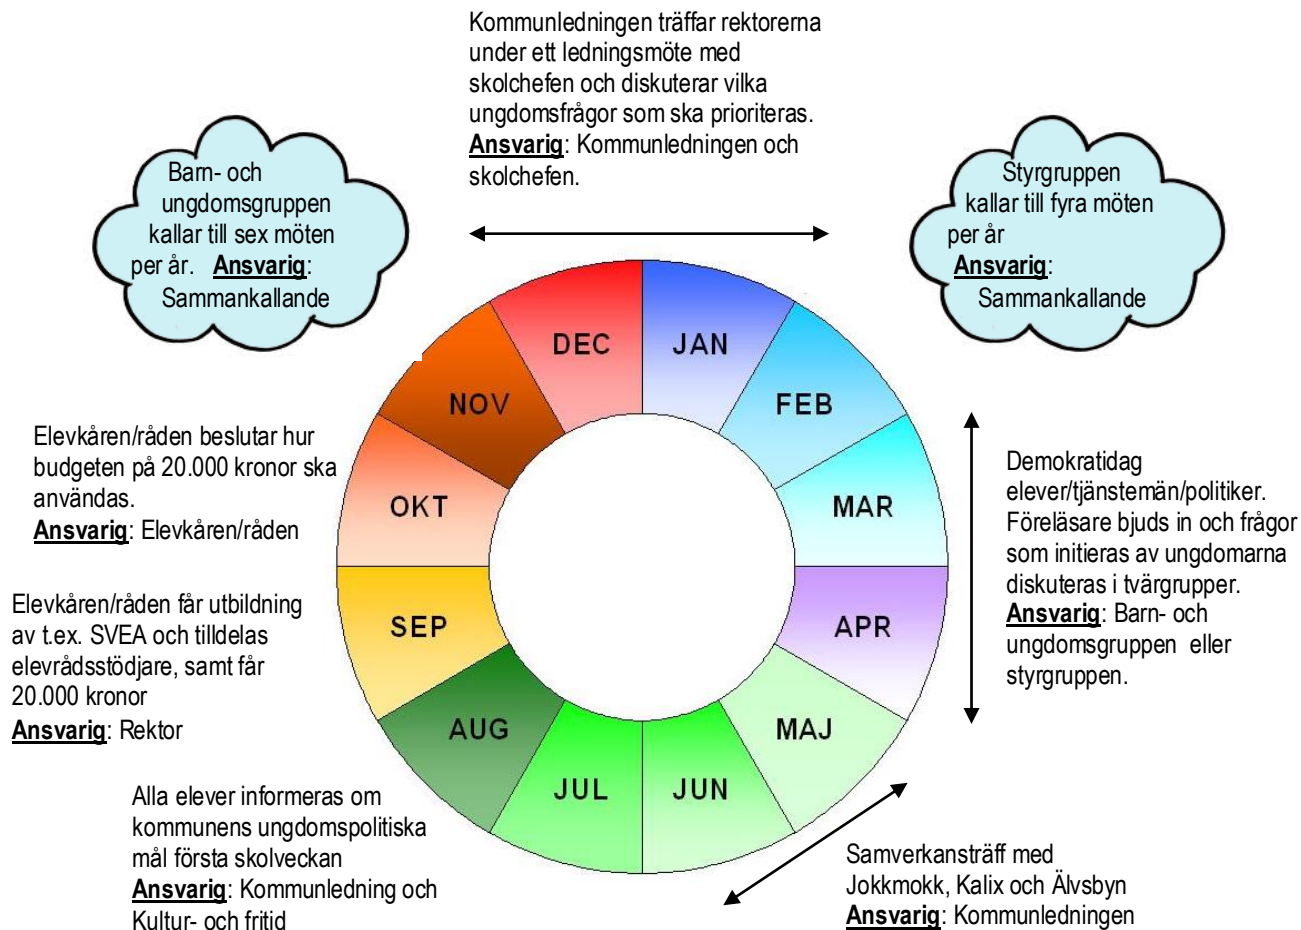 Kommunledningen träffar rektorerna
under ett ledningsmöte med
skolchefen och diskuterar vilka
ungdomsfrågor som ska prioriteras.
Ansvarig: Kommunledningen och
skolchefen.
Barn- och
ungdomsgruppen
kallar till sex möten
per år. Ansvarig:
Sammankallande
Styrgruppen
kallar till fyra möten
per år
Ansvarig:
Sammankallande
DEC
JAN
NOV
FEB
OKT
MAR
SEP
APR
AUG
MAJ
JUL
JUN
Elevkåren/råden beslutar hur
budgeten på 20.000 kronor ska
användas.
Ansvarig: Elevkåren/råden
Demokratidag
elever/tjänstemän/politiker.
Föreläsare bjuds in och frågor
som initieras av ungdomarna
diskuteras i tvärgrupper.
Ansvarig: Barn- och
ungdomsgruppen eller
styrgruppen.
Elevkåren/råden får utbildning
av t.ex. SVEA och tilldelas
elevrådsstödjare, samt får
20.000 kronor
Ansvarig: Rektor
Alla elever informeras om
kommunens ungdomspolitiska
mål första skolveckan
Ansvarig: Kommunledning och
Kultur- och fritid
Samverkansträff med
Jokkmokk, Kalix och Älvsbyn
Ansvarig: Kommunledningen